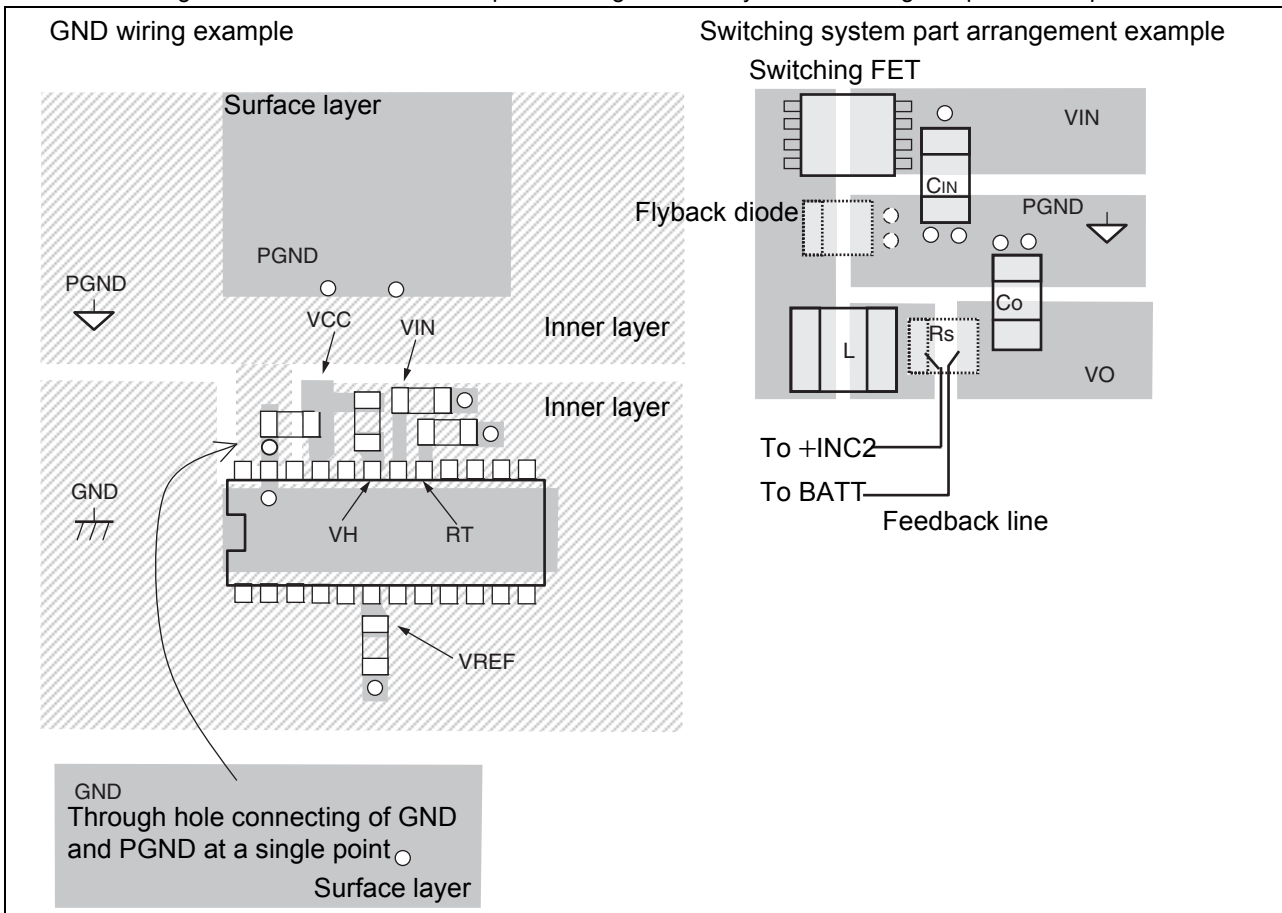 GND wiring example
Surface layer
PGND
PGND
VCC
VIN
Inner layer
Inner layer
GND
VH
RT
VREF
GND
Through hole connecting of GND
and PGND at a single point
Surface layer
Switching system part arrangement example
Switching FET
VIN
CIN
Flyback diode
PGND
Co
L
Rs
VO
To +INC2
To BATT
Feedback line